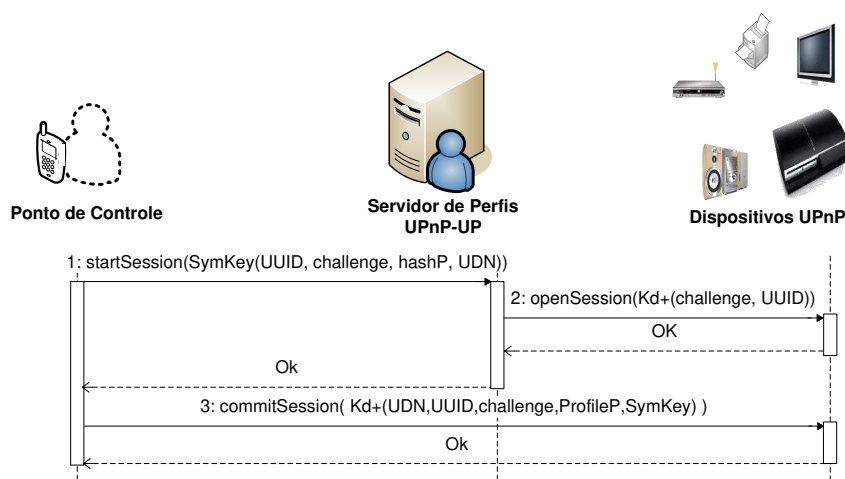 Ponto de Controle
Servidor de Perfis
UPnP-UP
Dispositivos UPnP
1: startSession(SymKey(UUID, challenge, hashP, UDN))
2: openSession(Kd+(challenge, UUID))
OK
Ok
3: commitSession( Kd+(UDN,UUID,challenge,ProfileP,SymKey) )
Ok